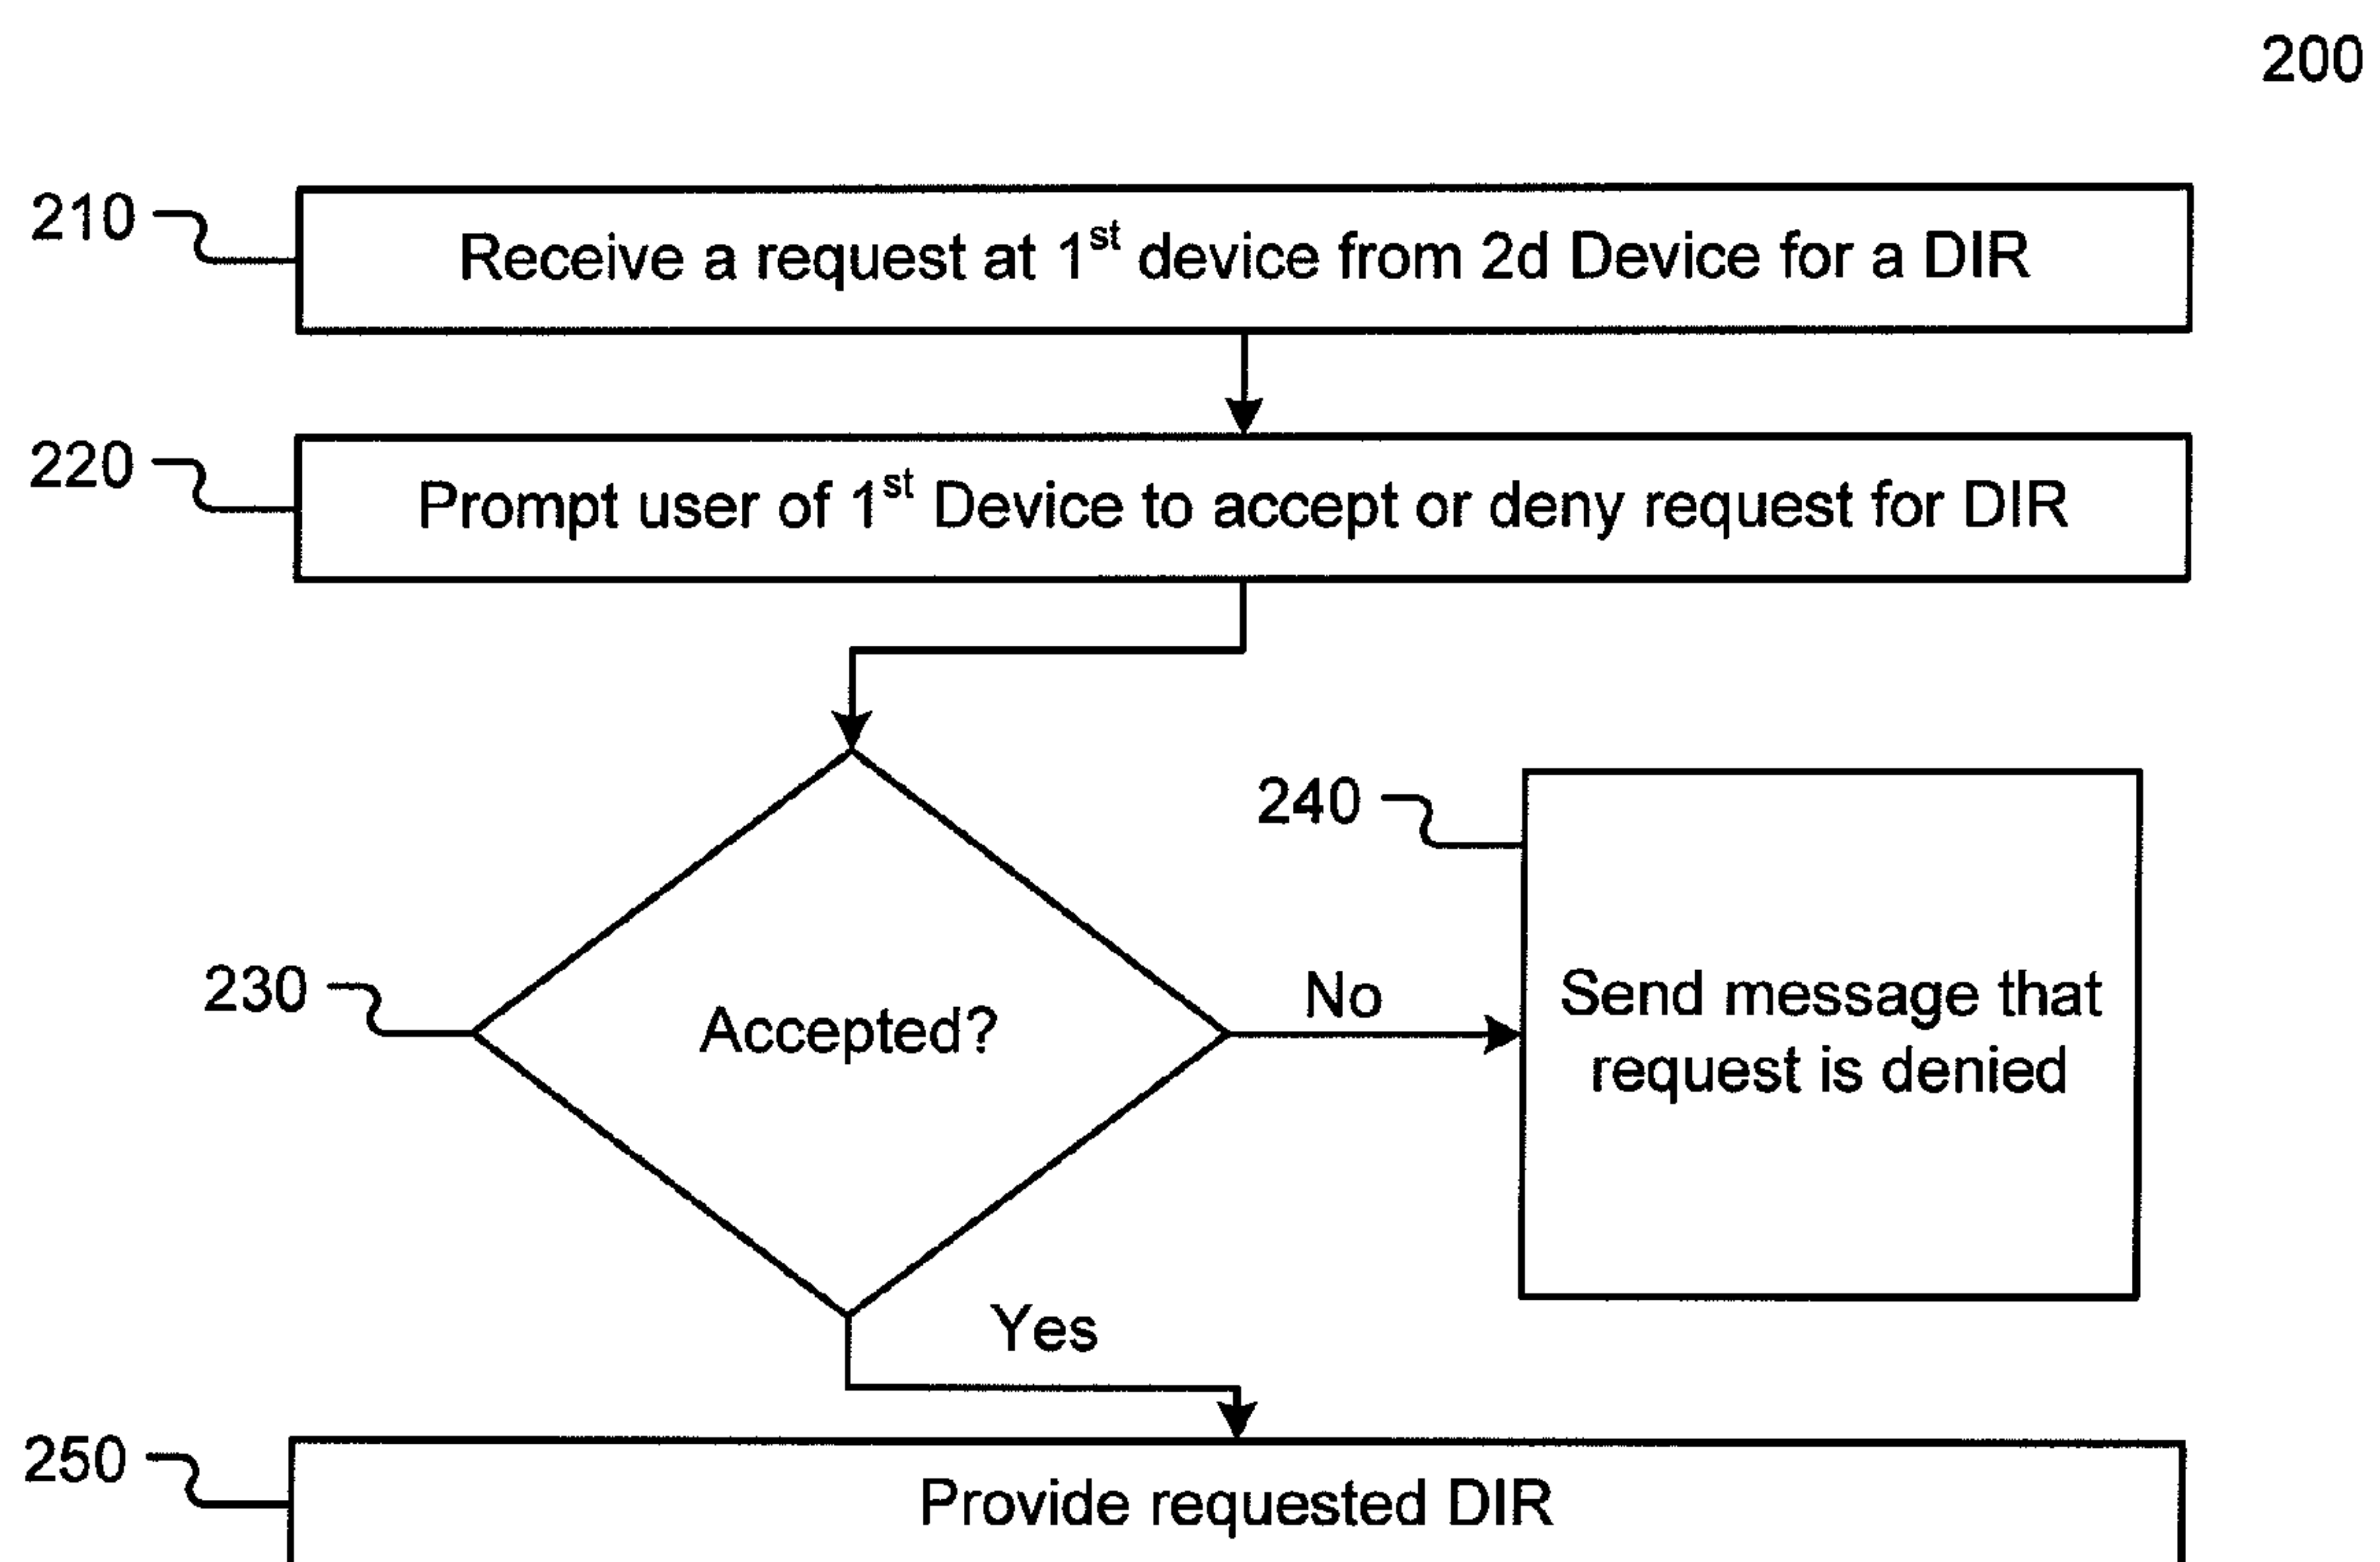 200
210
Receive a request at 1st device from 2d Device for a DIR
220
Prompt user of 1st Device to accept or deny request for DIR
240
230
Accepted?
No
Send message that
request is denied
Yes
250
Provide requested DIR